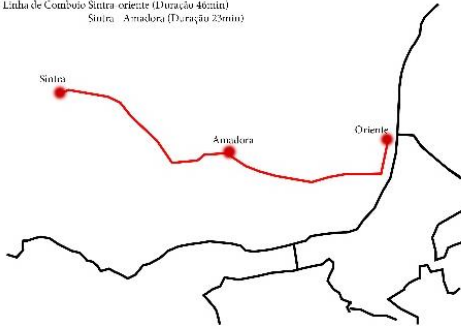 Linha de Comboio Sintra-oriente (Duração 46min)
Sintra - Amadora (Duração 23min)
Sintra
Amadora
Oriente